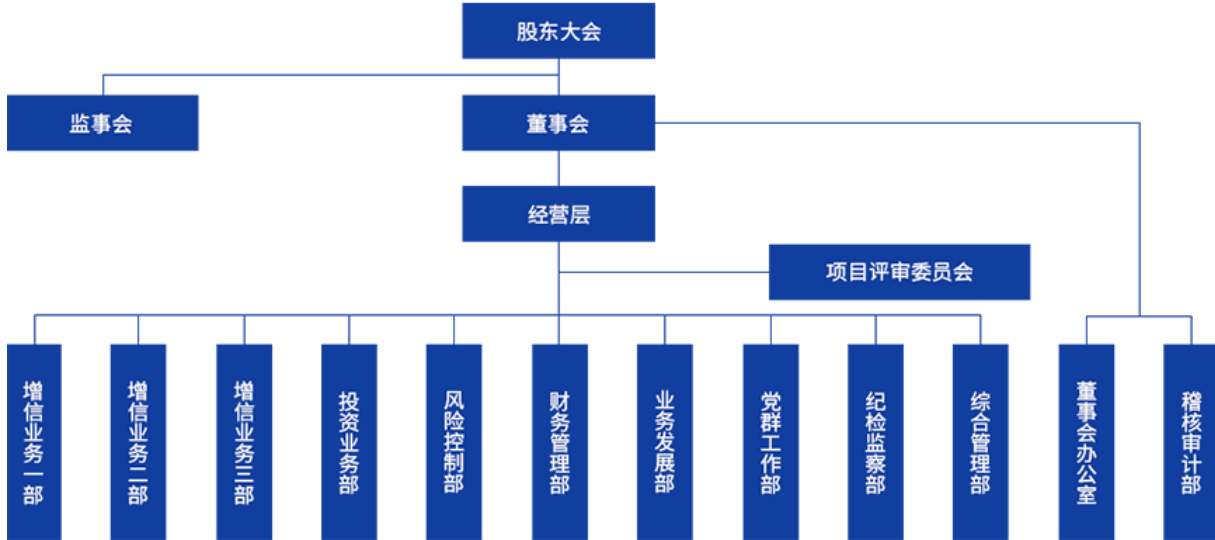 股东大会
监事会
董事会
经营层
项目评审委员会
增信业务一部
增信业务二部
增信业务三部
投资业务部
风险控制部
财务管理部
业务发展部
党群工作部
纪检监察部
综合管理部
董事会办公室
稽核审计部